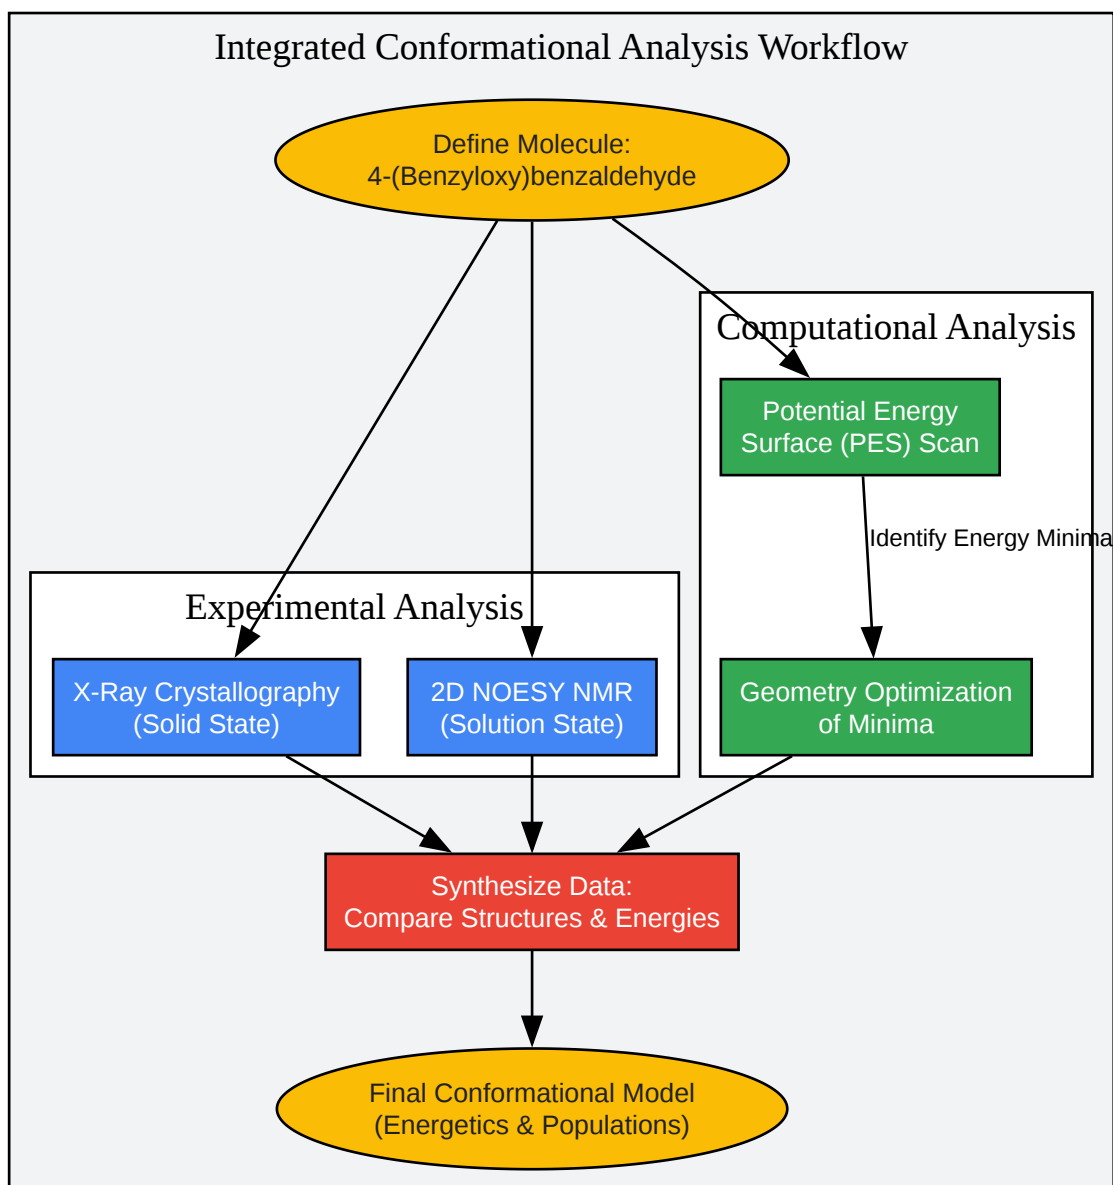 Integrated Conformational Analysis Workflow
Define Molecule:
4-(Benzyloxy)benzaldehyde
Computational Analysis
Potential Energy
Surface (PES) Scan
Identify Energy Minima
Experimental Analysis
X-Ray Crystallography
(Solid State)
2D NOESY NMR
(Solution State)
Geometry Optimization
of Minima
Synthesize Data:
Compare Structures & Energies
Final Conformational Model
(Energetics & Populations)